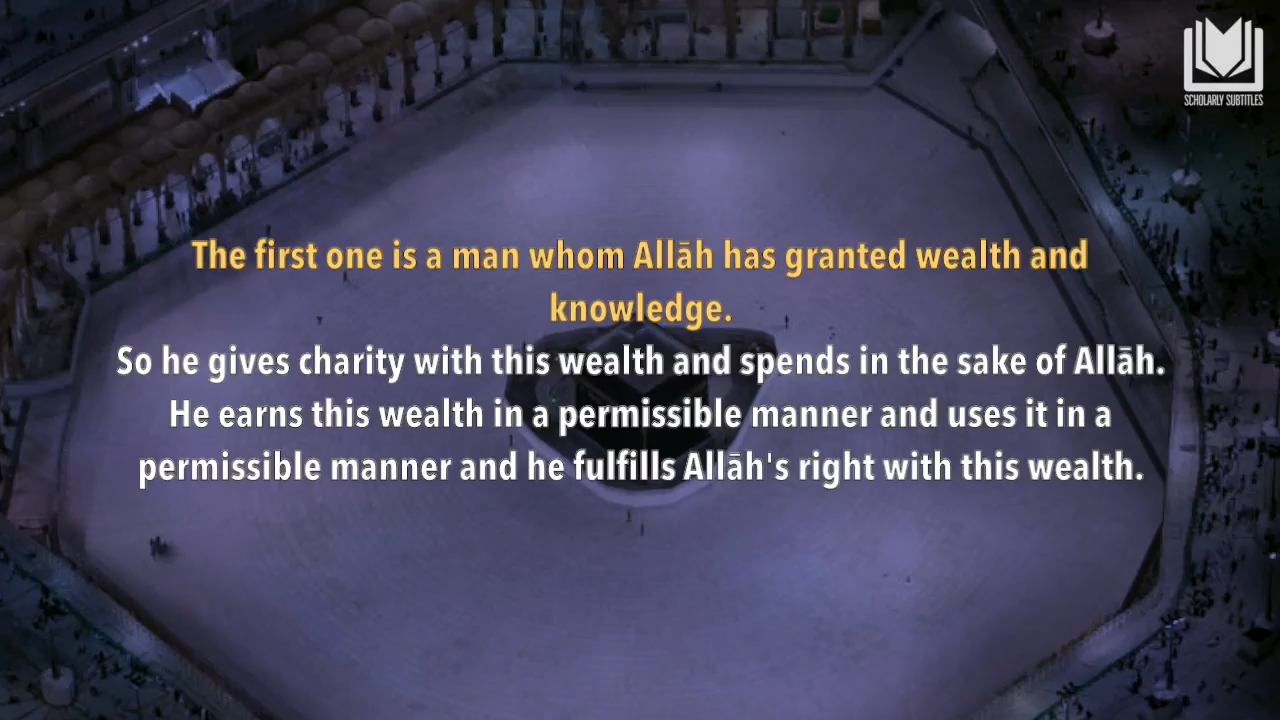 SCHOLARLY SUBTITLES
The first one is a man whom Allāh has granted wealth and
knowledge.
So he gives charity with this wealth and spends in the sake of Allāh.
He earns this wealth in a permissible manner and uses it in a
permissible manner and he fulfills Allāh's right with this wealth.